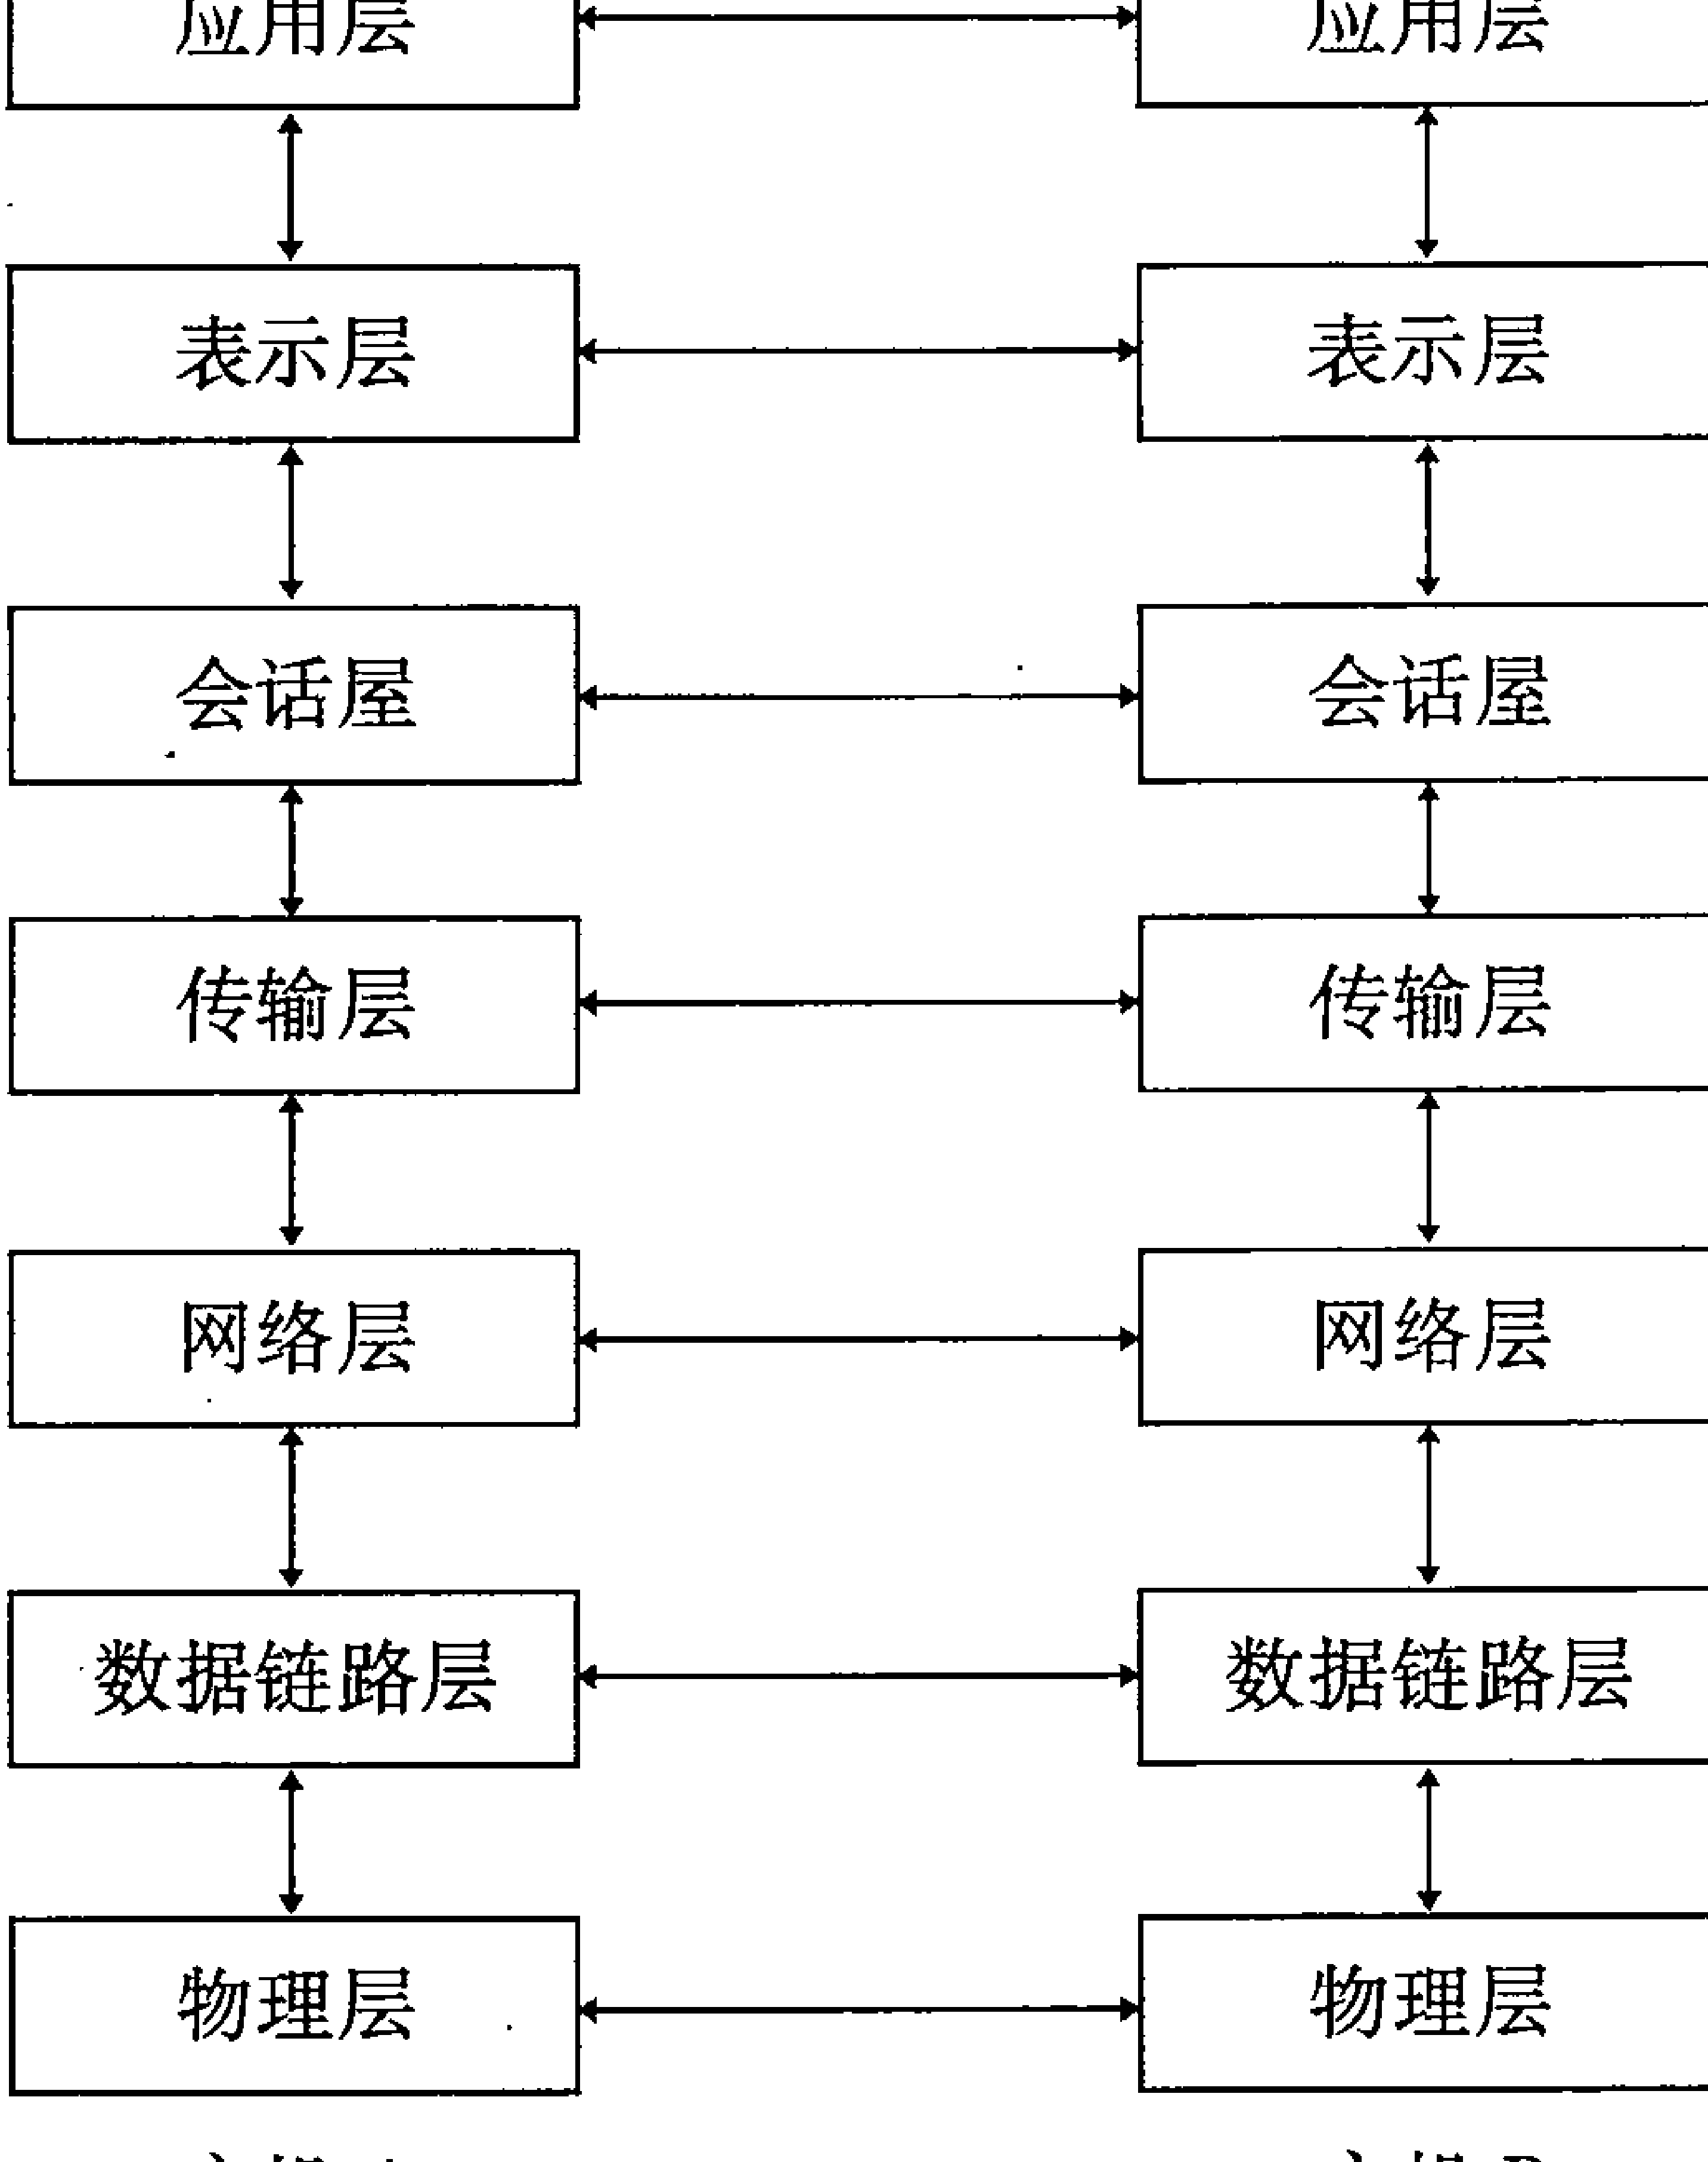 应用层 应用层
表示层 表示层
会话屋 会话屋
传输层 传输层
网络层 网络层
数据链路层 数据链路层
物理层 物理层